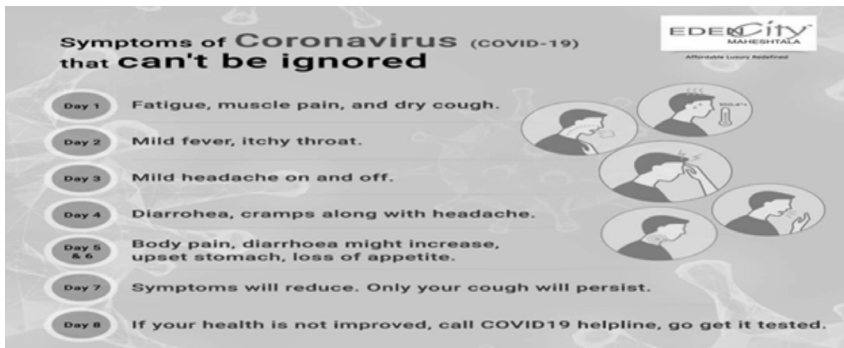 Symptoms of Coronavirus (COVID-19)
that can't be ignored
EDEN City
MAHESHTALA
Affordable Luxury Redefined
Day 1 Fatigue, muscle pain, and dry cough.
Day 2 Mild fever, itchy throat.
Day 3 Mild headache on and off.
Day 4 Diarrohea, cramps along with headache.
Day 5
& 6
Body pain, diarrhoea might increase,
upset stomach, loss of appetite.
Day 7 Symptoms will reduce. Only your cough will persist.
Day 8 If your health is not improved, call COVID19 helpline, go get it tested.